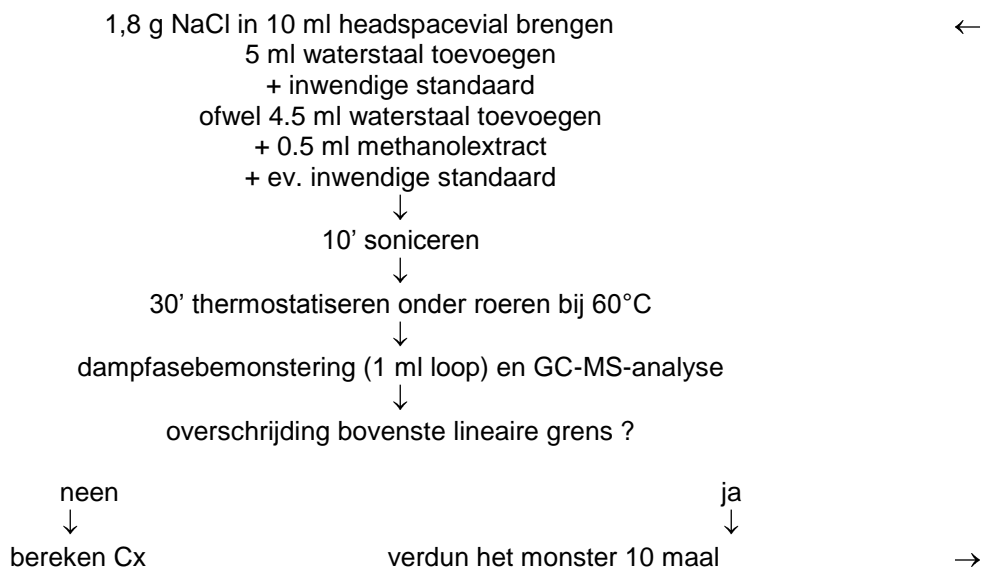 1,8 g NaCl in 10 ml headspacevial brengen ←
5 ml waterstaal toevoegen
+ inwendige standaard
ofwel 4.5 ml waterstaal toevoegen
+ 0.5 ml methanolextract
+ ev. inwendige standaard
↓
10’ soniceren
↓
30’ thermostatiseren onder roeren bij 60°C
↓
dampfasebemonstering (1 ml loop) en GC-MS-analyse
↓
overschrijding bovenste lineaire grens ?
neen ja
↓ ↓
bereken Cx verdun het monster 10 maal →